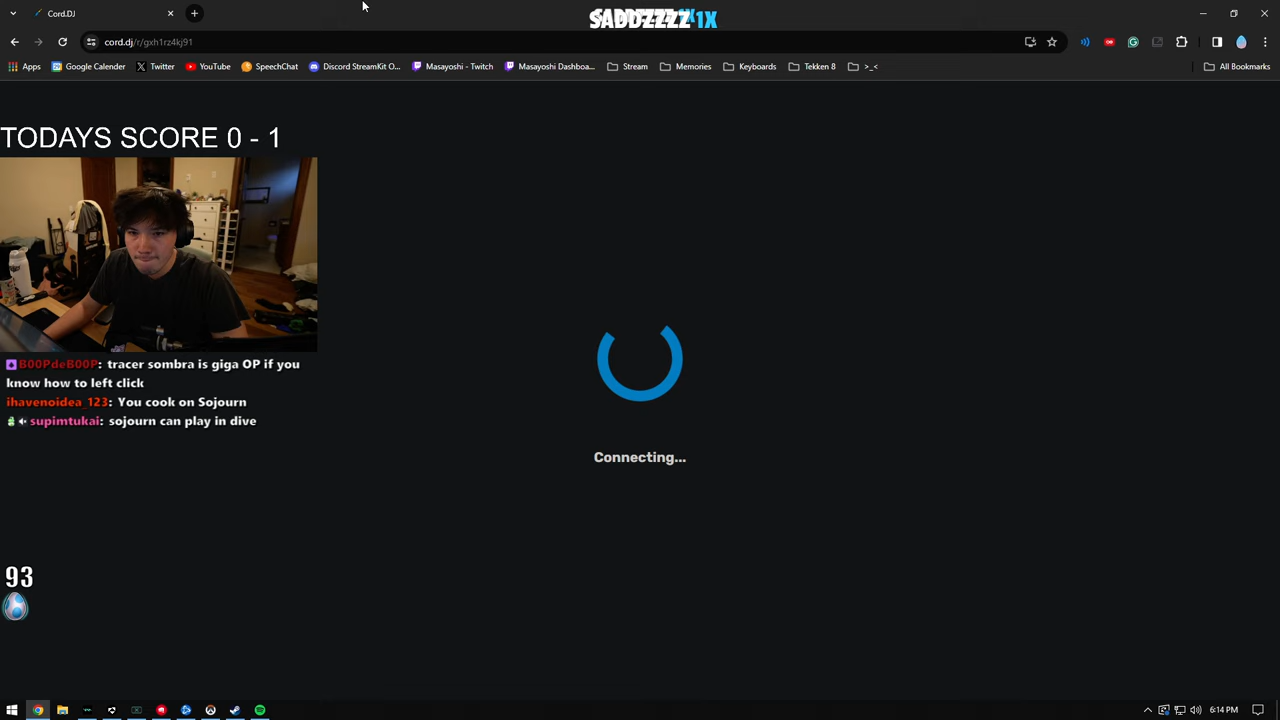 Cord.DJ
SADDZZZZ 1X
cord.dj/r/gxh1rz4kj91
Apps Google Calender Twitter YouTube SpeechChat Discord StreamKit O... Masayoshi - Twitch Masayoshi Dashboa... Stream Memories Keyboards Tekken 8 >_< All Bookmarks
TODAYS SCORE 0 - 1
B00PdeB00P: tracer sombra is giga OP if you
know how to left click
ihavenoidea_123: You cook on Sojourn
supimtukai: sojourn can play in dive
Connecting...
93
6:14 PM